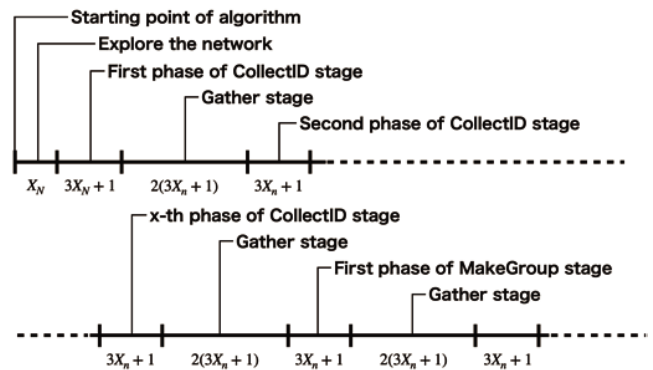 Starting point of algorithm
Explore the network
First phase of CollectID stage
Gather stage
Second phase of CollectID stage
X_N 3X_N + 1 2(3X_n + 1) 3X_n + 1
x-th phase of CollectID stage
Gather stage
First phase of MakeGroup stage
Gather stage
3X_n + 1 2(3X_n + 1) 3X_n + 1 2(3X_n + 1) 3X_n + 1